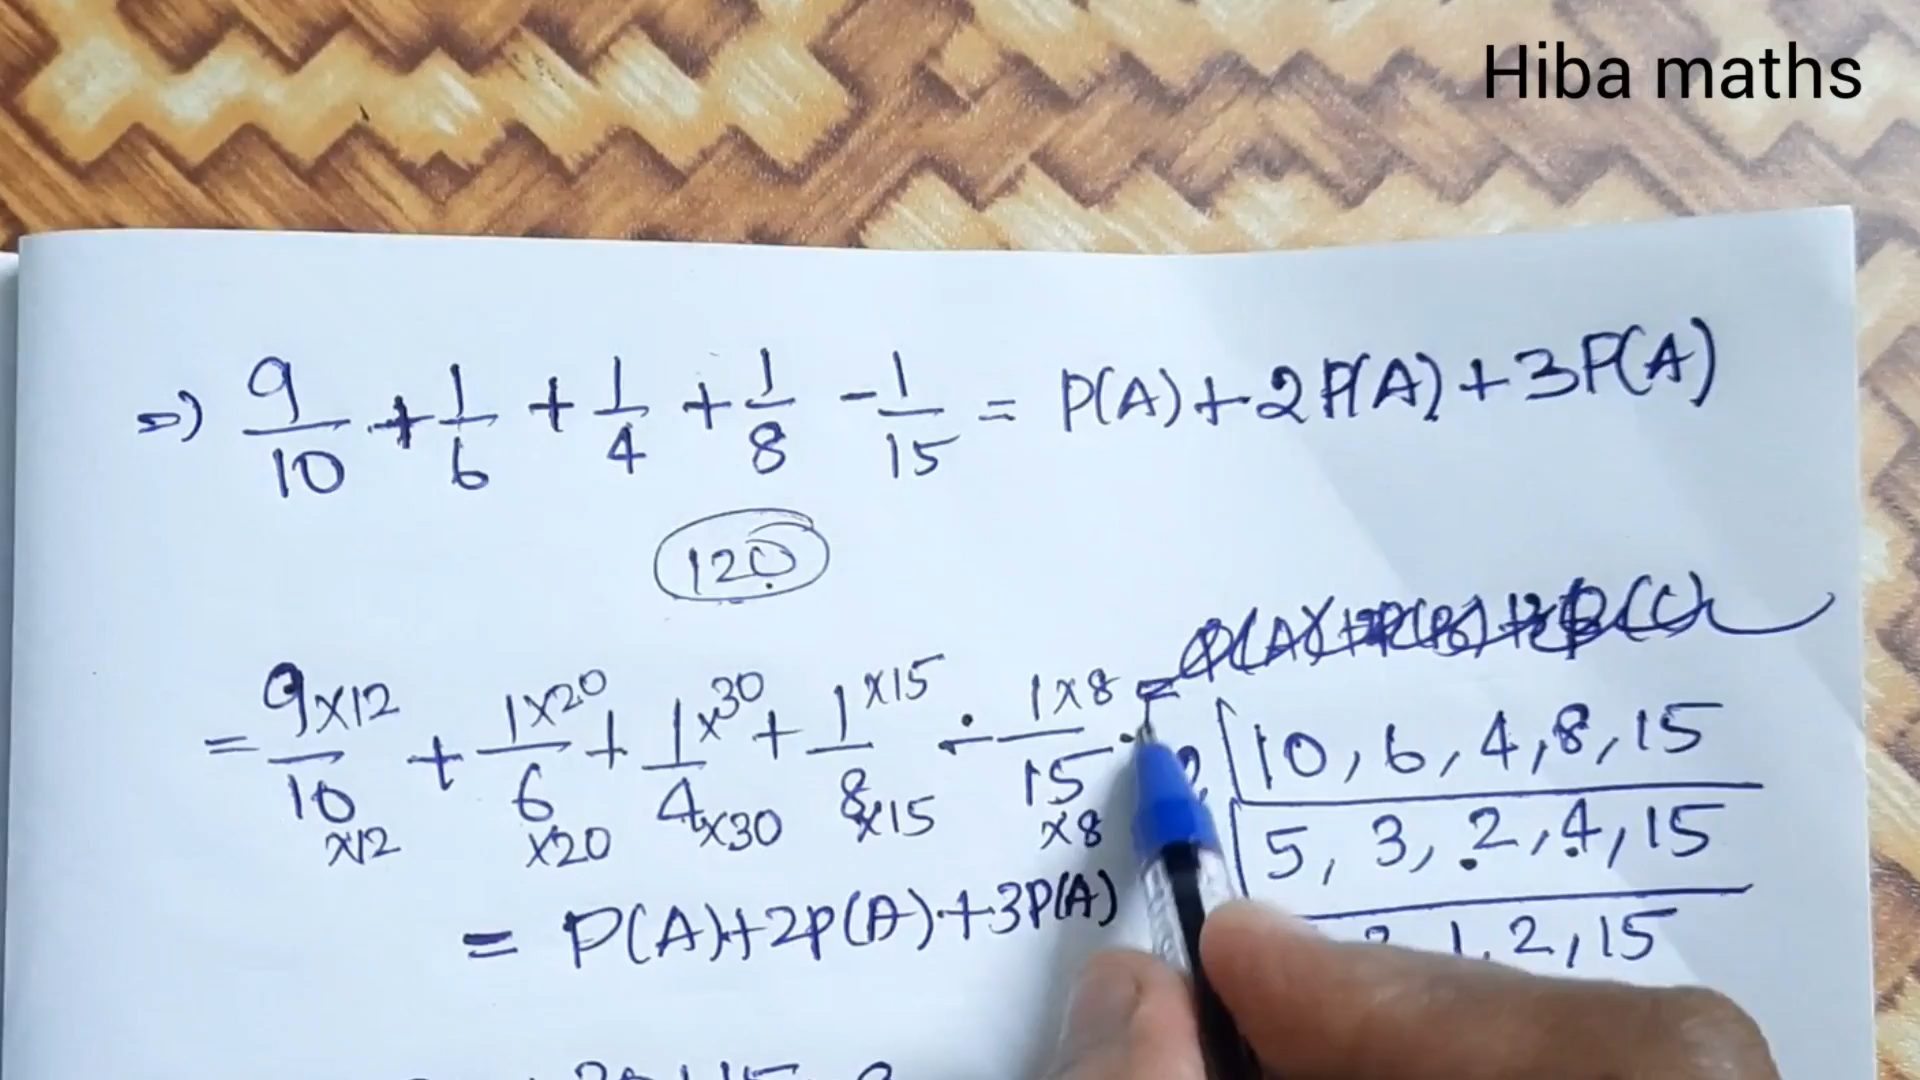 Hiba maths
=> 9/10 + 1/6 + 1/4 + 1/8 - 1/15 = P(A) + 2P(A) + 3P(A)
120
= 9×12/10×12 + 1×20/6×20 + 1×30/4×30 + 1×15/8×15 - 1×8/15×8 =
2 | 10, 6, 4, 8, 15
5, 3, 2, 4, 15
= P(A) + 2P(A) + 3P(A)
1, 2, 15